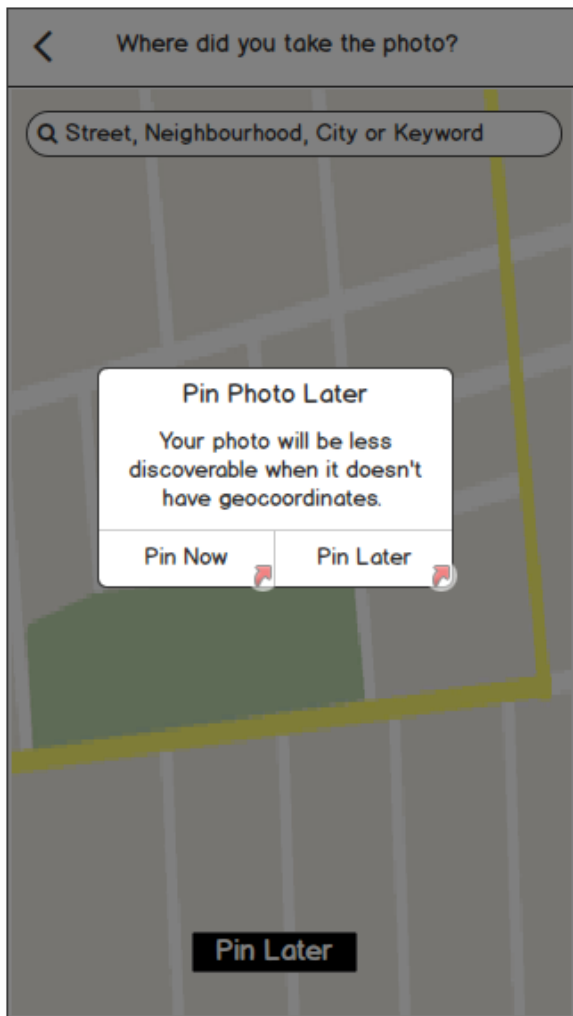 Where did you take the photo?
Street, Neighbourhood, City or Keyword
Pin Photo Later
Your photo will be less
discoverable when it doesn't
have geocoordinates.
Pin Now
Pin Later
Pin Later